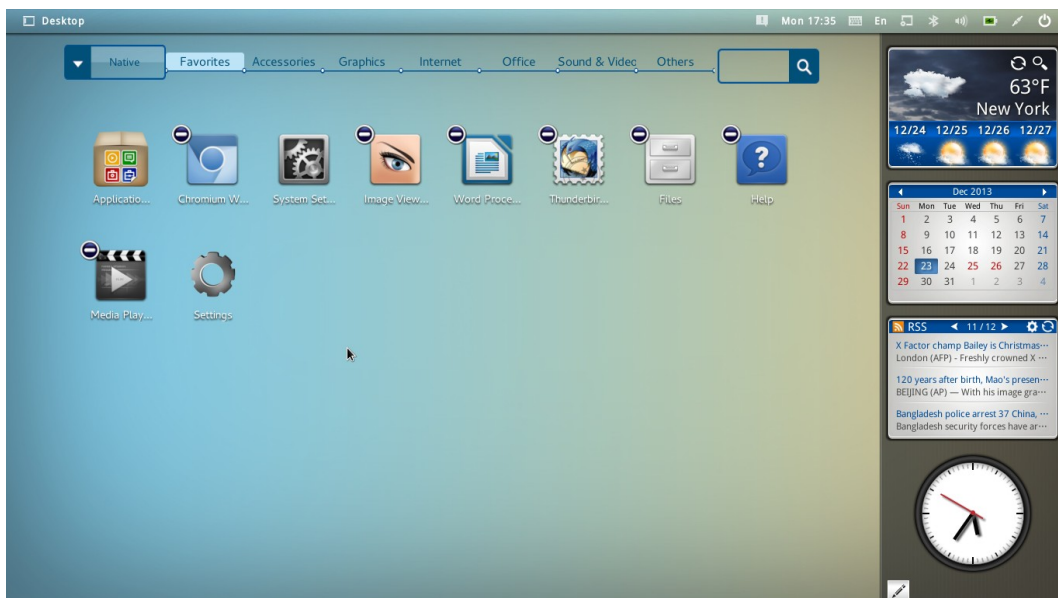 Desktop
Mon 17:35 En
Native Favorites Accessories Graphics Internet Office Sound & Video Others
Applicatio... Chromium W... System Set... Image View... Word Proce... Thunderbir... Files Help
Media Play... Settings
63°F
New York
12/24 12/25 12/26 12/27
Dec 2013
Sun Mon Tue Wed Thu Fri Sat
1 2 3 4 5 6 7
8 9 10 11 12 13 14
15 16 17 18 19 20 21
22 23 24 25 26 27 28
29 30 31 1 2 3 4
RSS 11 / 12
X Factor champ Bailey is Christmas...
London (AFP) - Freshly crowned X ...
120 years after birth, Mao's presen...
BEIJING (AP) — With his image gra...
Bangladesh police arrest 37 China, ...
Bangladesh security forces have ar...